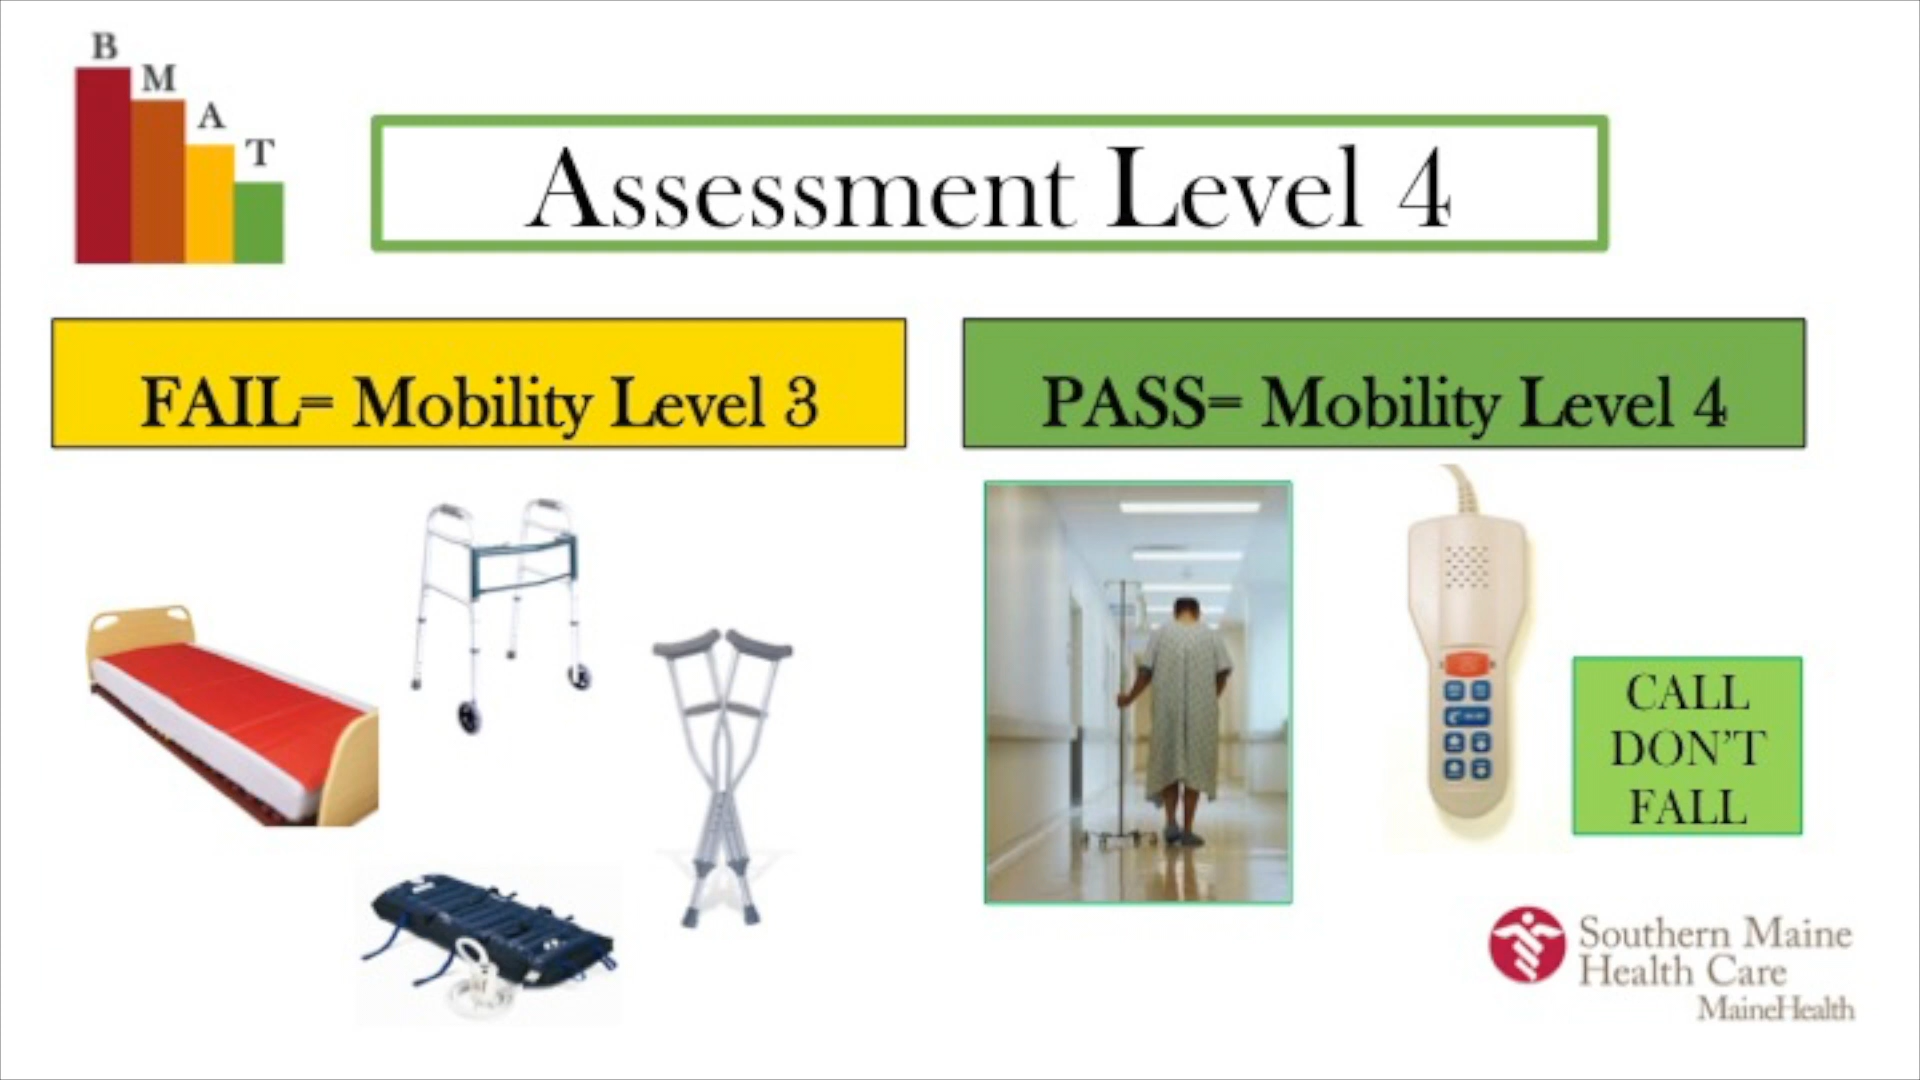 B
M
A
T
Assessment Level 4
FAIL= Mobility Level 3
PASS= Mobility Level 4
CALL
DON'T
FALL
Southern Maine
Health Care
MaineHealth